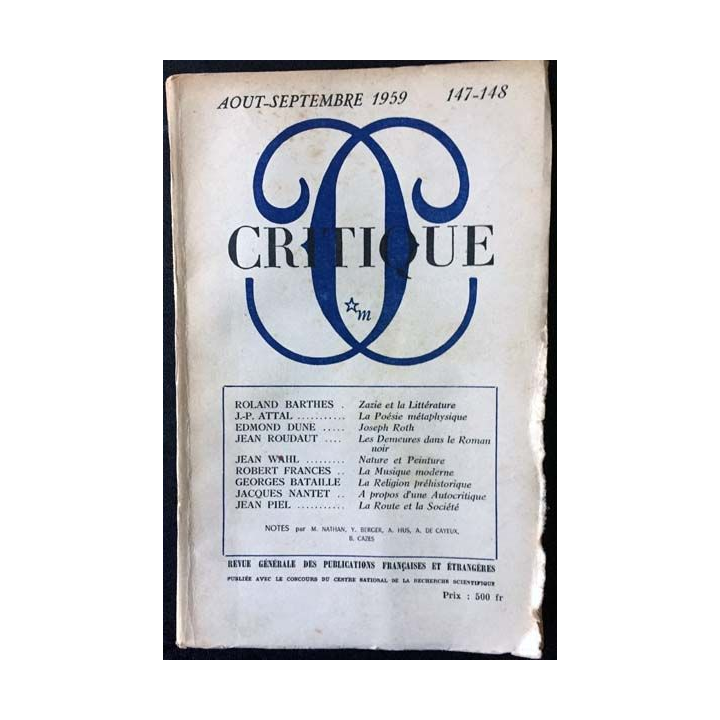 AOUT-SEPTEMBRE 1959 147-148
CRITIQUE
m
ROLAND BARTHES . Zazie et la Littérature
J.-P. ATTAL .......... La Poésie métaphysique
EDMOND DUNE ..... Joseph Roth
JEAN ROUDAUT .... Les Demeures dans le Roman
noir
JEAN WAHL ........ Nature et Peinture
ROBERT FRANCES .. La Musique moderne
GEORGES BATAILLE La Religion préhistorique
JACQUES NANTET .. A propos d'une Autocritique
JEAN PIEL ........... La Route et la Société
NOTES par M. NATHAN, Y. BERGER, A. HUS, A. DE CAYEUX,
B. CAZES
REVUE GÉNÉRALE DES PUBLICATIONS FRANÇAISES ET ÉTRANGÈRES
PUBLIÉE AVEC LE CONCOURS DU CENTRE NATIONAL DE LA RECHERCHE SCIENTIFIQUE
Prix : 500 fr